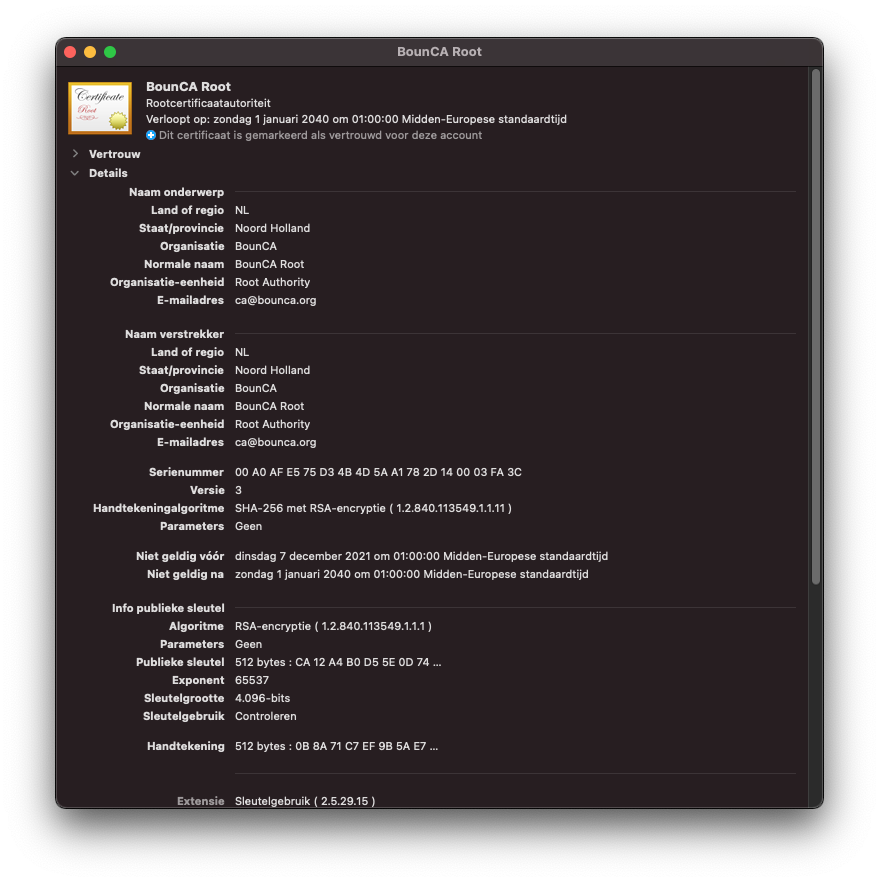 BounCA Root
Certificate
Root
BounCA Root
Rootcertificaatautoriteit
Verloopt op: zondag 1 januari 2040 om 01:00:00 Midden-Europese standaardtijd
Dit certificaat is gemarkeerd als vertrouwd voor deze account
Vertrouw
Details
Naam onderwerp
Land of regio NL
Staat/provincie Noord Holland
Organisatie BounCA
Normale naam BounCA Root
Organisatie-eenheid Root Authority
E-mailadres ca@bounca.org
Naam verstrekker
Land of regio NL
Staat/provincie Noord Holland
Organisatie BounCA
Normale naam BounCA Root
Organisatie-eenheid Root Authority
E-mailadres ca@bounca.org
Serienummer 00 A0 AF E5 75 D3 4B 4D 5A A1 78 2D 14 00 03 FA 3C
Versie 3
Handtekeningalgoritme SHA-256 met RSA-encryptie ( 1.2.840.113549.1.1.11 )
Parameters Geen
Niet geldig vóór dinsdag 7 december 2021 om 01:00:00 Midden-Europese standaardtijd
Niet geldig na zondag 1 januari 2040 om 01:00:00 Midden-Europese standaardtijd
Info publieke sleutel
Algoritme RSA-encryptie ( 1.2.840.113549.1.1.1 )
Parameters Geen
Publieke sleutel 512 bytes : CA 12 A4 B0 D5 5E 0D 74 ...
Exponent 65537
Sleutelgrootte 4.096-bits
Sleutelgebruik Controleren
Handtekening 512 bytes : 0B 8A 71 C7 EF 9B 5A E7 ...
Extensie Sleutelgebruik ( 2.5.29.15 )